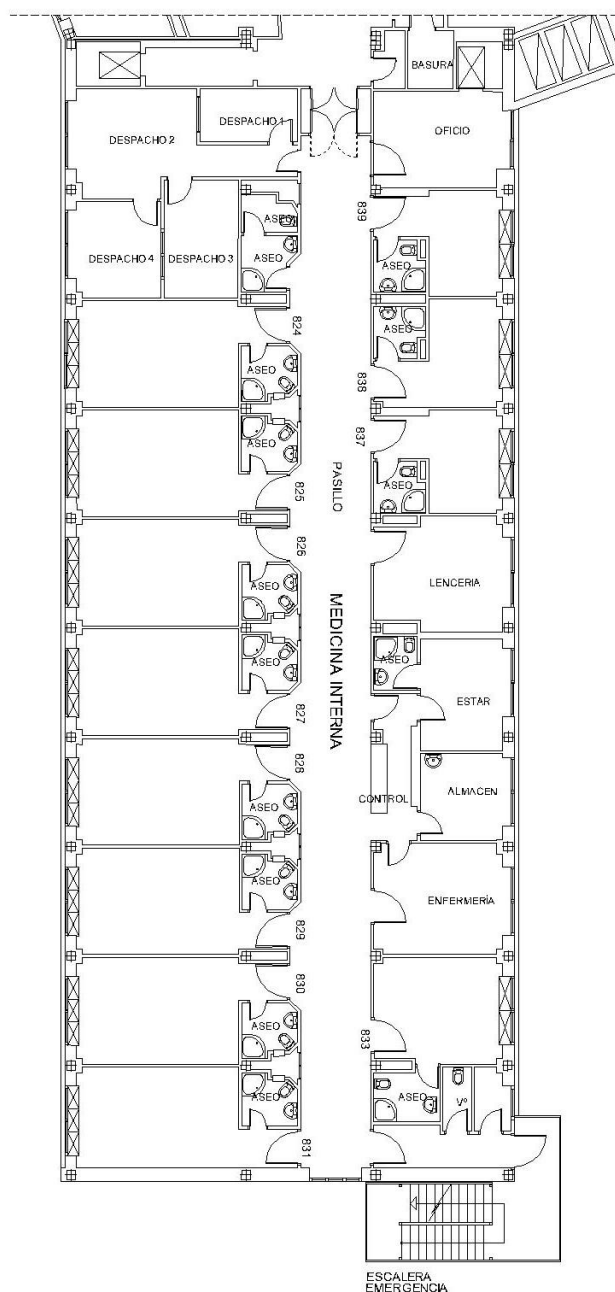 BASURA
DESPACHO 1
DESPACHO 2
OFICIO
839
ASEO
ASEO
ASEO
DESPACHO 4
DESPACHO 3
824
ASEO
ASEO
838
ASEO
837
825
PASILLO
ASEO
826
ASEO
LENCERIA
MEDICINA INTERNA
ASEO
ASEO
827
ESTAR
828
CONTROL
ALMACEN
ASEO
ASEO
ENFERMERÍA
829
830
833
ASEO
ASEO
ASEO
Vº
831
ESCALERA
EMERGENCIA